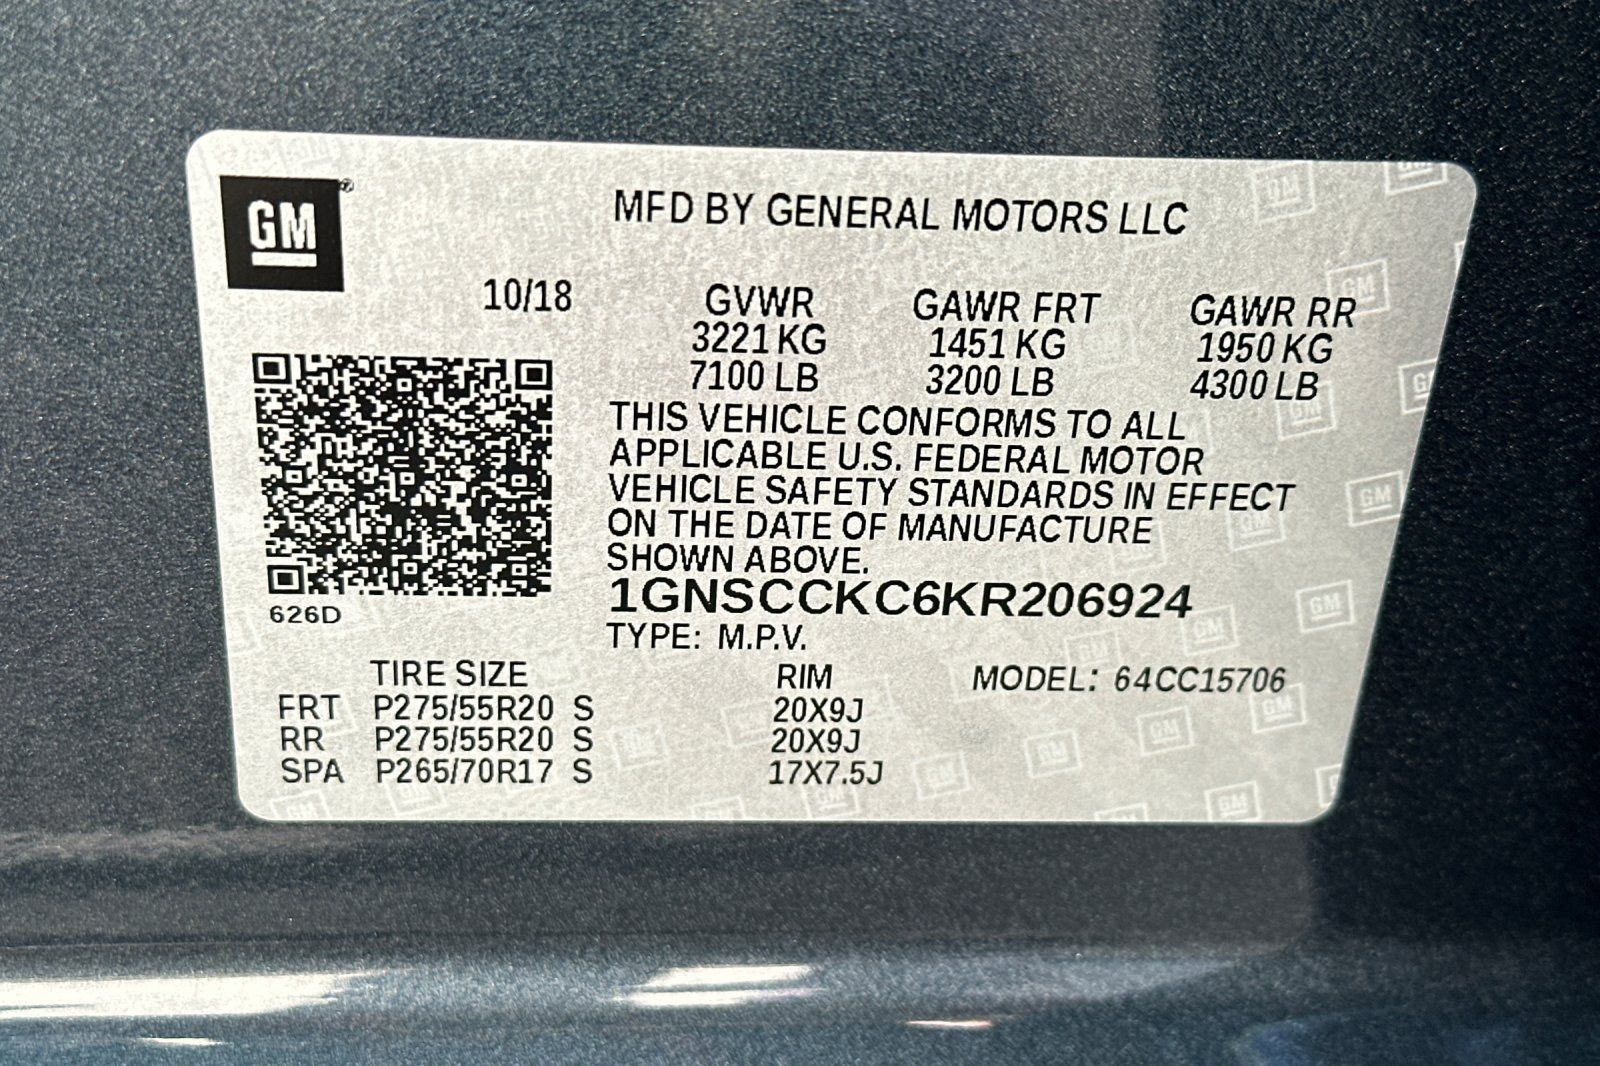 GM ®
MFD BY GENERAL MOTORS LLC
10/18
GVWR GAWR FRT GAWR RR
3221 KG 1451 KG 1950 KG
7100 LB 3200 LB 4300 LB
THIS VEHICLE CONFORMS TO ALL
APPLICABLE U.S. FEDERAL MOTOR
VEHICLE SAFETY STANDARDS IN EFFECT
ON THE DATE OF MANUFACTURE
SHOWN ABOVE.
626D
1GNSCCKC6KR206924
TYPE: M.P.V.
TIRE SIZE RIM MODEL: 64CC15706
FRT P275/55R20 S 20X9J
RR P275/55R20 S 20X9J
SPA P265/70R17 S 17X7.5J